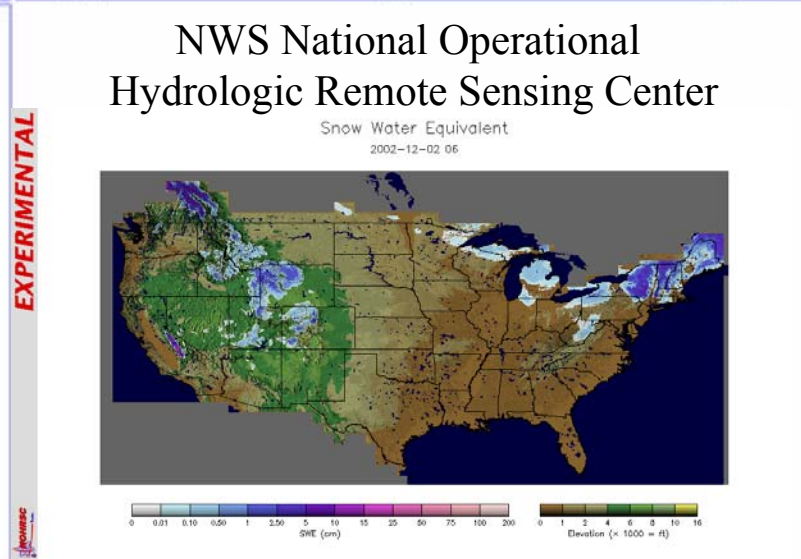 NWS National Operational
Hydrologic Remote Sensing Center
EXPERIMENTAL
Snow Water Equivalent
2002-12-02 06
0 0.01 0.10 0.50 1 2.50 5 10 15 25 50 75 100 200
SWE (cm)
0 1 2 4 6 8 10 16
Elevation (× 1000 = ft)
NOHRSC